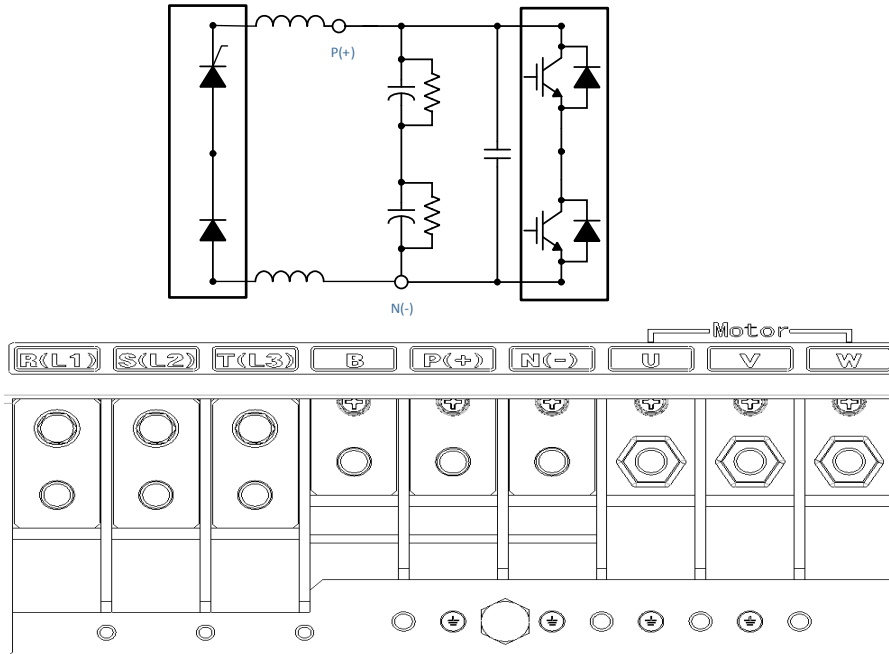 P(+)
N(-)
Motor
R(L1) S(L2) T(L3) B P(+) N(-) U V W